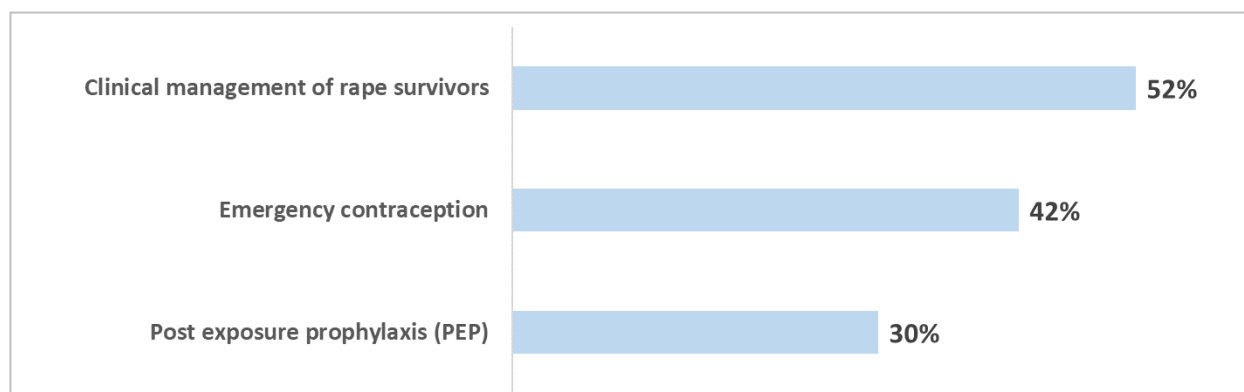 Clinical management of rape survivors 52%
Emergency contraception 42%
Post exposure prophylaxis (PEP) 30%